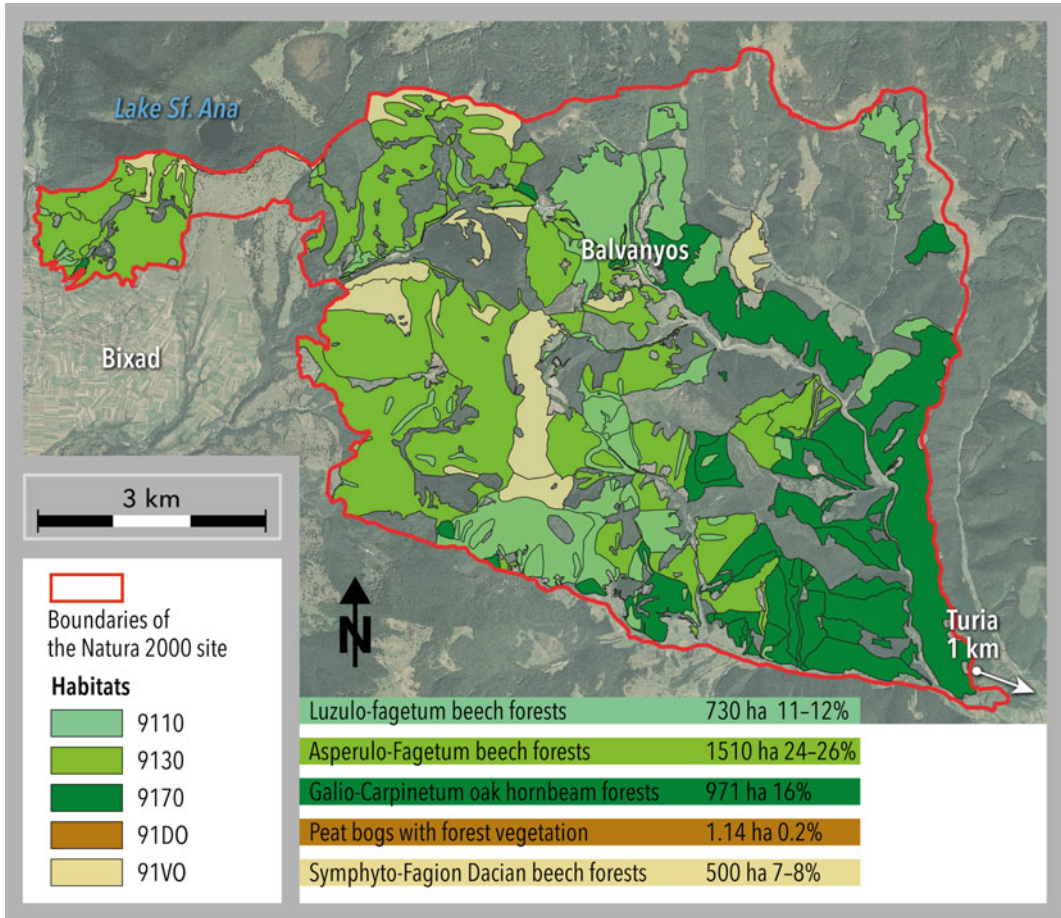 Lake Sf. Ana
Balvanyos
Bixad
3 km
Boundaries of
the Natura 2000 site
Habitats
9110
9130
9170
91DO
91VO
N
Turia
1 km
Luzulo-fagetum beech forests 730 ha 11–12%
Asperulo-Fagetum beech forests 1510 ha 24–26%
Galio-Carpinetum oak hornbeam forests 971 ha 16%
Peat bogs with forest vegetation 1.14 ha 0.2%
Symphyto-Fagion Dacian beech forests 500 ha 7–8%